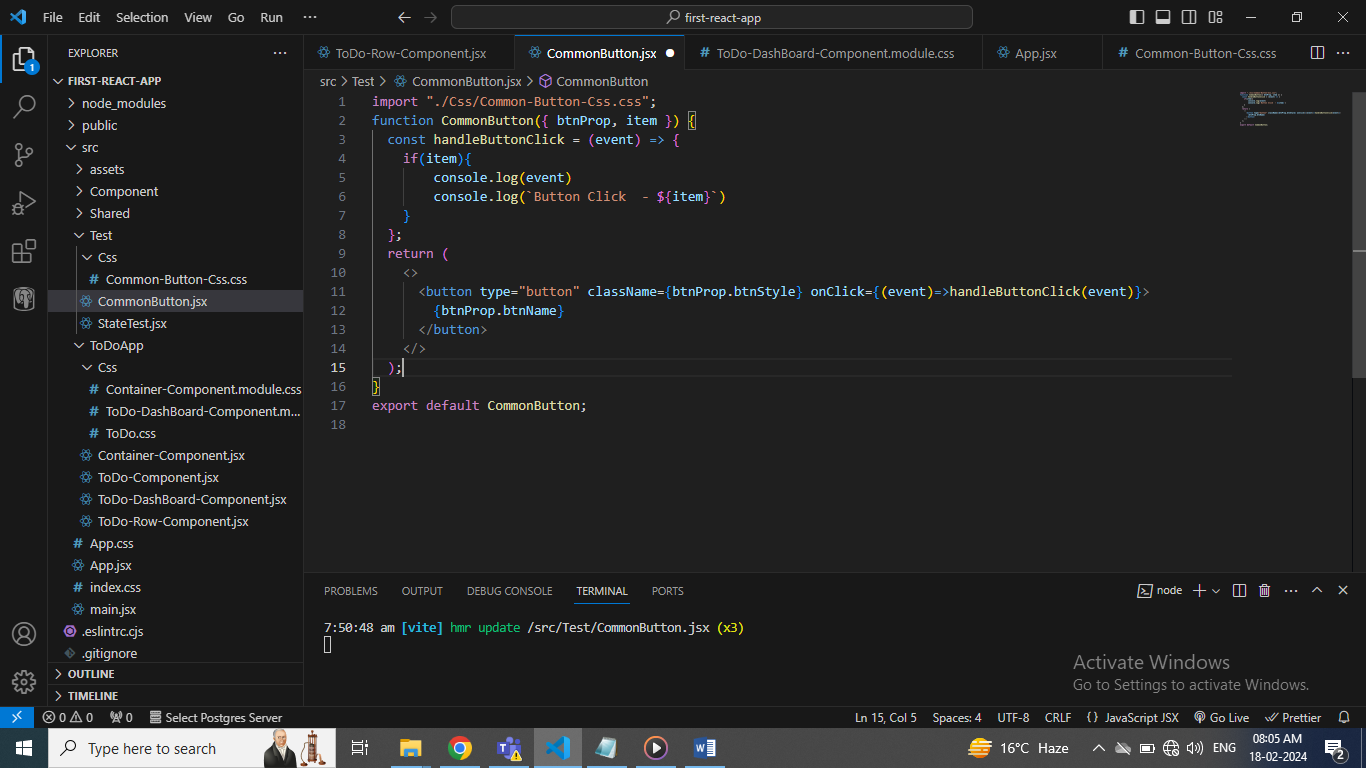 File Edit Selection View Go Run ··· first-react-app
EXPLORER ···
FIRST-REACT-APP
node_modules
public
src
assets
Component
Shared
Test
Css
# Common-Button-Css.css
CommonButton.jsx
StateTest.jsx
ToDoApp
Css
# Container-Component.module.css
# ToDo-DashBoard-Component.m...
# ToDo.css
Container-Component.jsx
ToDo-Component.jsx
ToDo-DashBoard-Component.jsx
ToDo-Row-Component.jsx
# App.css
App.jsx
# index.css
main.jsx
.eslintrc.cjs
.gitignore
OUTLINE
TIMELINE
1
ToDo-Row-Component.jsx CommonButton.jsx ● # ToDo-DashBoard-Component.module.css App.jsx # Common-Button-Css.css ···
src > Test > CommonButton.jsx > CommonButton
1 import "./Css/Common-Button-Css.css";
2 function CommonButton({ btnProp, item }) {
3 const handleButtonClick = (event) => {
4 if(item){
5 console.log(event)
6 console.log(`Button Click  - ${item}`)
7 }
8 };
9 return (
10 <>
11 <button type="button" className={btnProp.btnStyle} onClick={(event)=>handleButtonClick(event)}>
12 {btnProp.btnName}
13 </button>
14 </>
15 );
16 }
17 export default CommonButton;
18
PROBLEMS OUTPUT DEBUG CONSOLE TERMINAL PORTS node ···
7:50:48 am [vite] hmr update /src/Test/CommonButton.jsx (x3)
Activate Windows
Go to Settings to activate Windows.
0 0 0 Select Postgres Server Ln 15, Col 5 Spaces: 4 UTF-8 CRLF {} JavaScript JSX Go Live Prettier
Type here to search 16°C Haze ENG 08:05 AM
18-02-2024
2